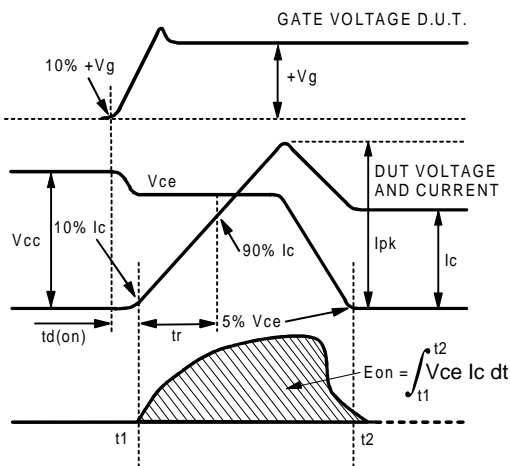 GATE VOLTAGE D.U.T.
10% +Vg
+Vg
Vce
DUT VOLTAGE
AND CURRENT
Vcc
10% Ic
90% Ic
Ipk
Ic
td(on)
tr
5% Vce
Eon = ∫ Vce Ic dt
t2
t1
t1
t2